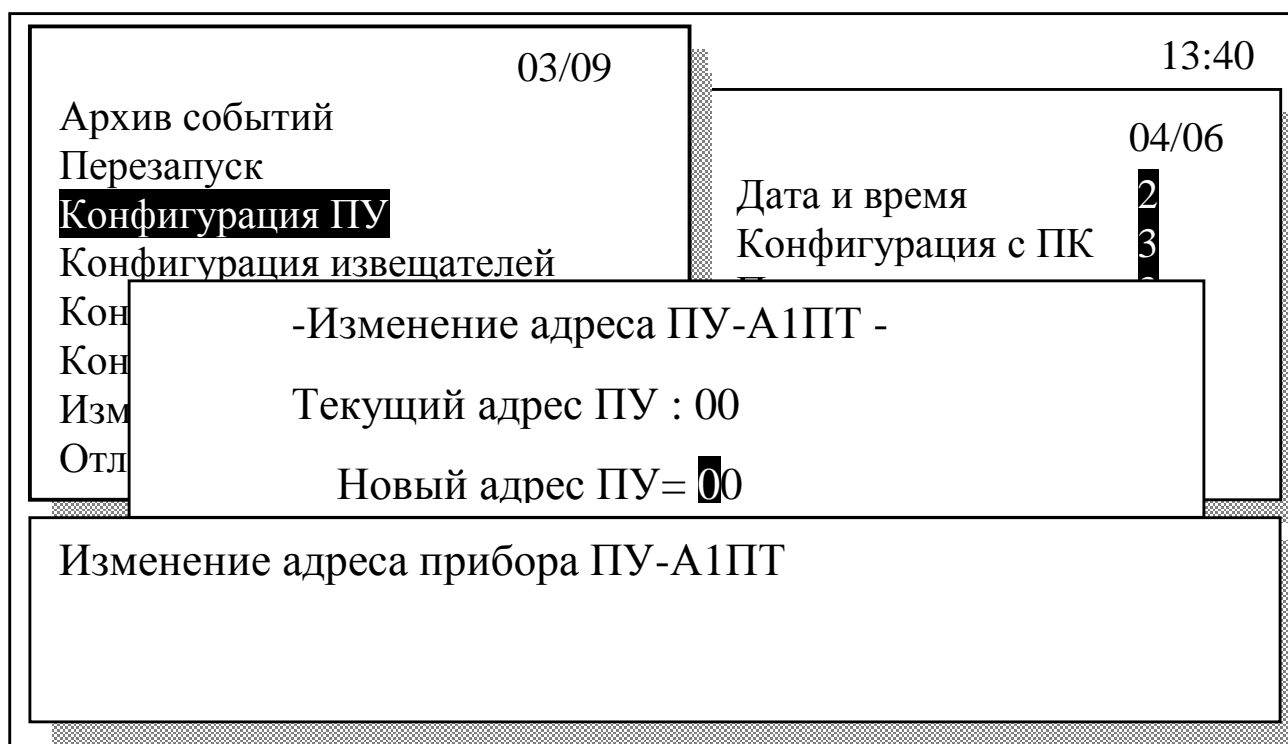 03/09
Архив событий
Перезапуск
Конфигурация ПУ
Конфигурация извещателей
Кон
Кон
Изм
Отл
13:40
04/06
Дата и время 2
Конфигурация с ПК 3
-Изменение адреса ПУ-А1ПТ -
Текущий адрес ПУ : 00
Новый адрес ПУ= 00
Изменение адреса прибора ПУ-А1ПТ